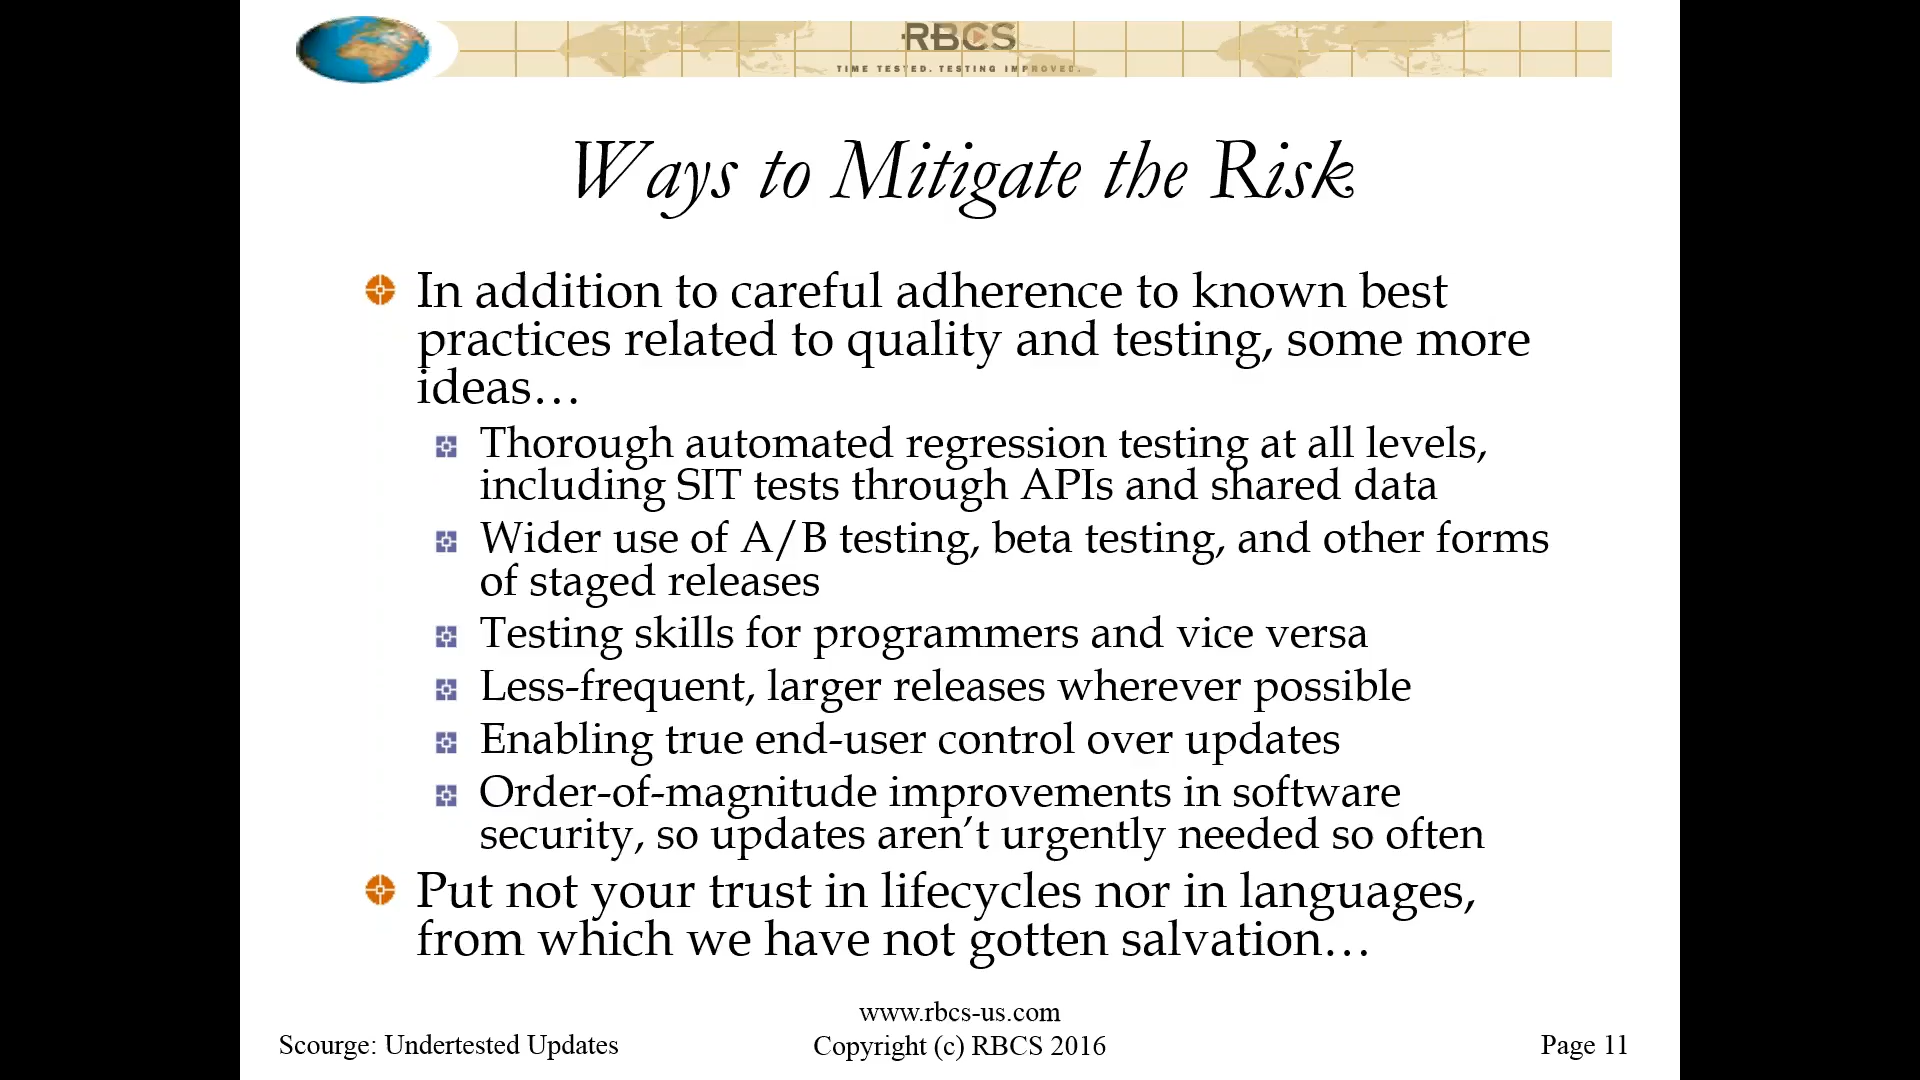 RBCS
TIME TESTED. TESTING IMPROVED.
Ways to Mitigate the Risk
In addition to careful adherence to known best
practices related to quality and testing, some more
ideas…
Thorough automated regression testing at all levels,
including SIT tests through APIs and shared data
Wider use of A/B testing, beta testing, and other forms
of staged releases
Testing skills for programmers and vice versa
Less-frequent, larger releases wherever possible
Enabling true end-user control over updates
Order-of-magnitude improvements in software
security, so updates aren’t urgently needed so often
Put not your trust in lifecycles nor in languages,
from which we have not gotten salvation…
www.rbcs-us.com
Scourge: Undertested Updates
Copyright (c) RBCS 2016
Page 11